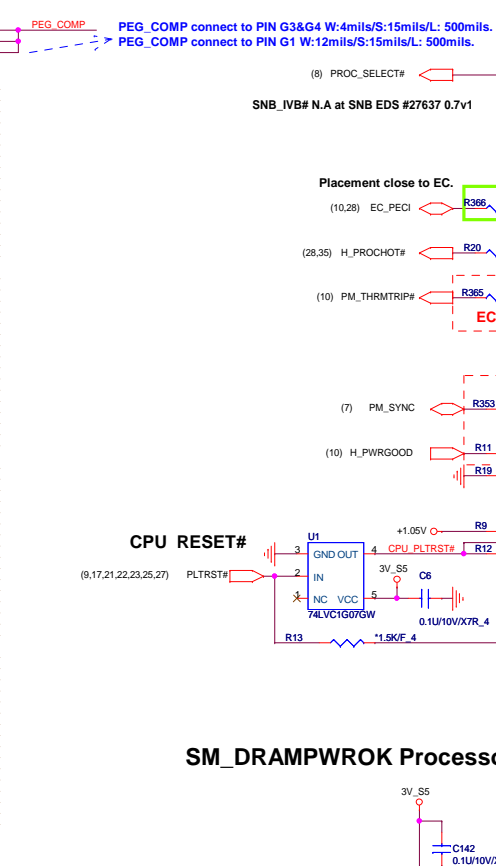 PEG_COMP
PEG_COMP connect to PIN G3&G4 W:4mils/S:15mils/L: 500mils.
PEG_COMP connect to PIN G1 W:12mils/S:15mils/L: 500mils.
(8) PROC_SELECT#
SNB_IVB# N.A at SNB EDS #27637 0.7v1
Placement close to EC.
(10,28) EC_PECI R366
(28,35) H_PROCHOT# R20
(10) PM_THRMTRIP# R365
EC
(7) PM_SYNC R353
(10) H_PWRGOOD R11
R19
+1.05V R9
CPU RESET# U1
3 GND OUT 4 CPU_PLTRST# R12
(9,17,21,22,23,25,27) PLTRST# 2 IN 3V_S5 C6
1 NC VCC 5
74LVC1G07GW 0.1U/10V/X7R_4
R13 *1.5K/F_4
SM_DRAMPWROK Processo
3V_S5
C142
0.1U/10V/